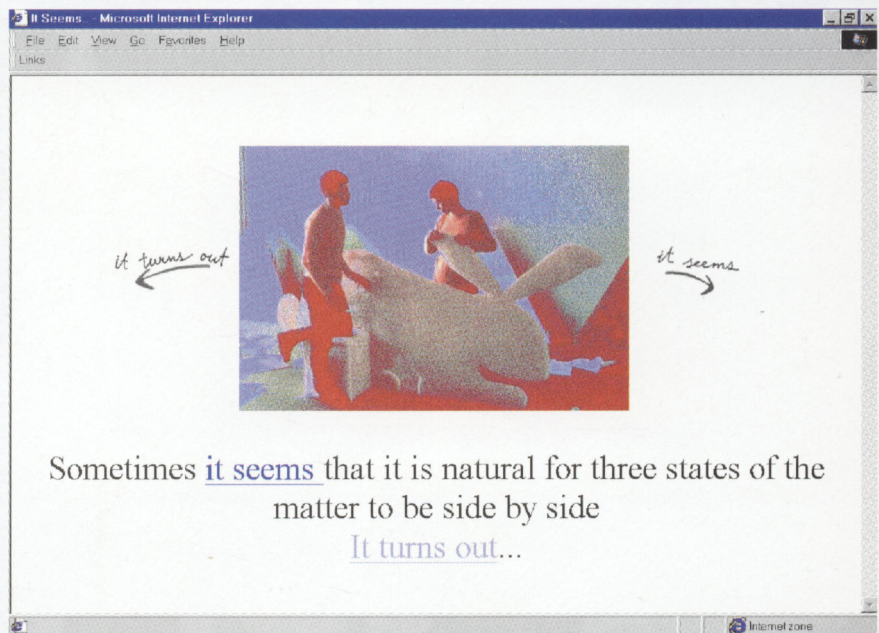 It Seems... - Microsoft Internet Explorer
File Edit View Go Favorites Help
Links
it turns out
it seems
Sometimes it seems that it is natural for three states of the
matter to be side by side
It turns out...
Internet zone